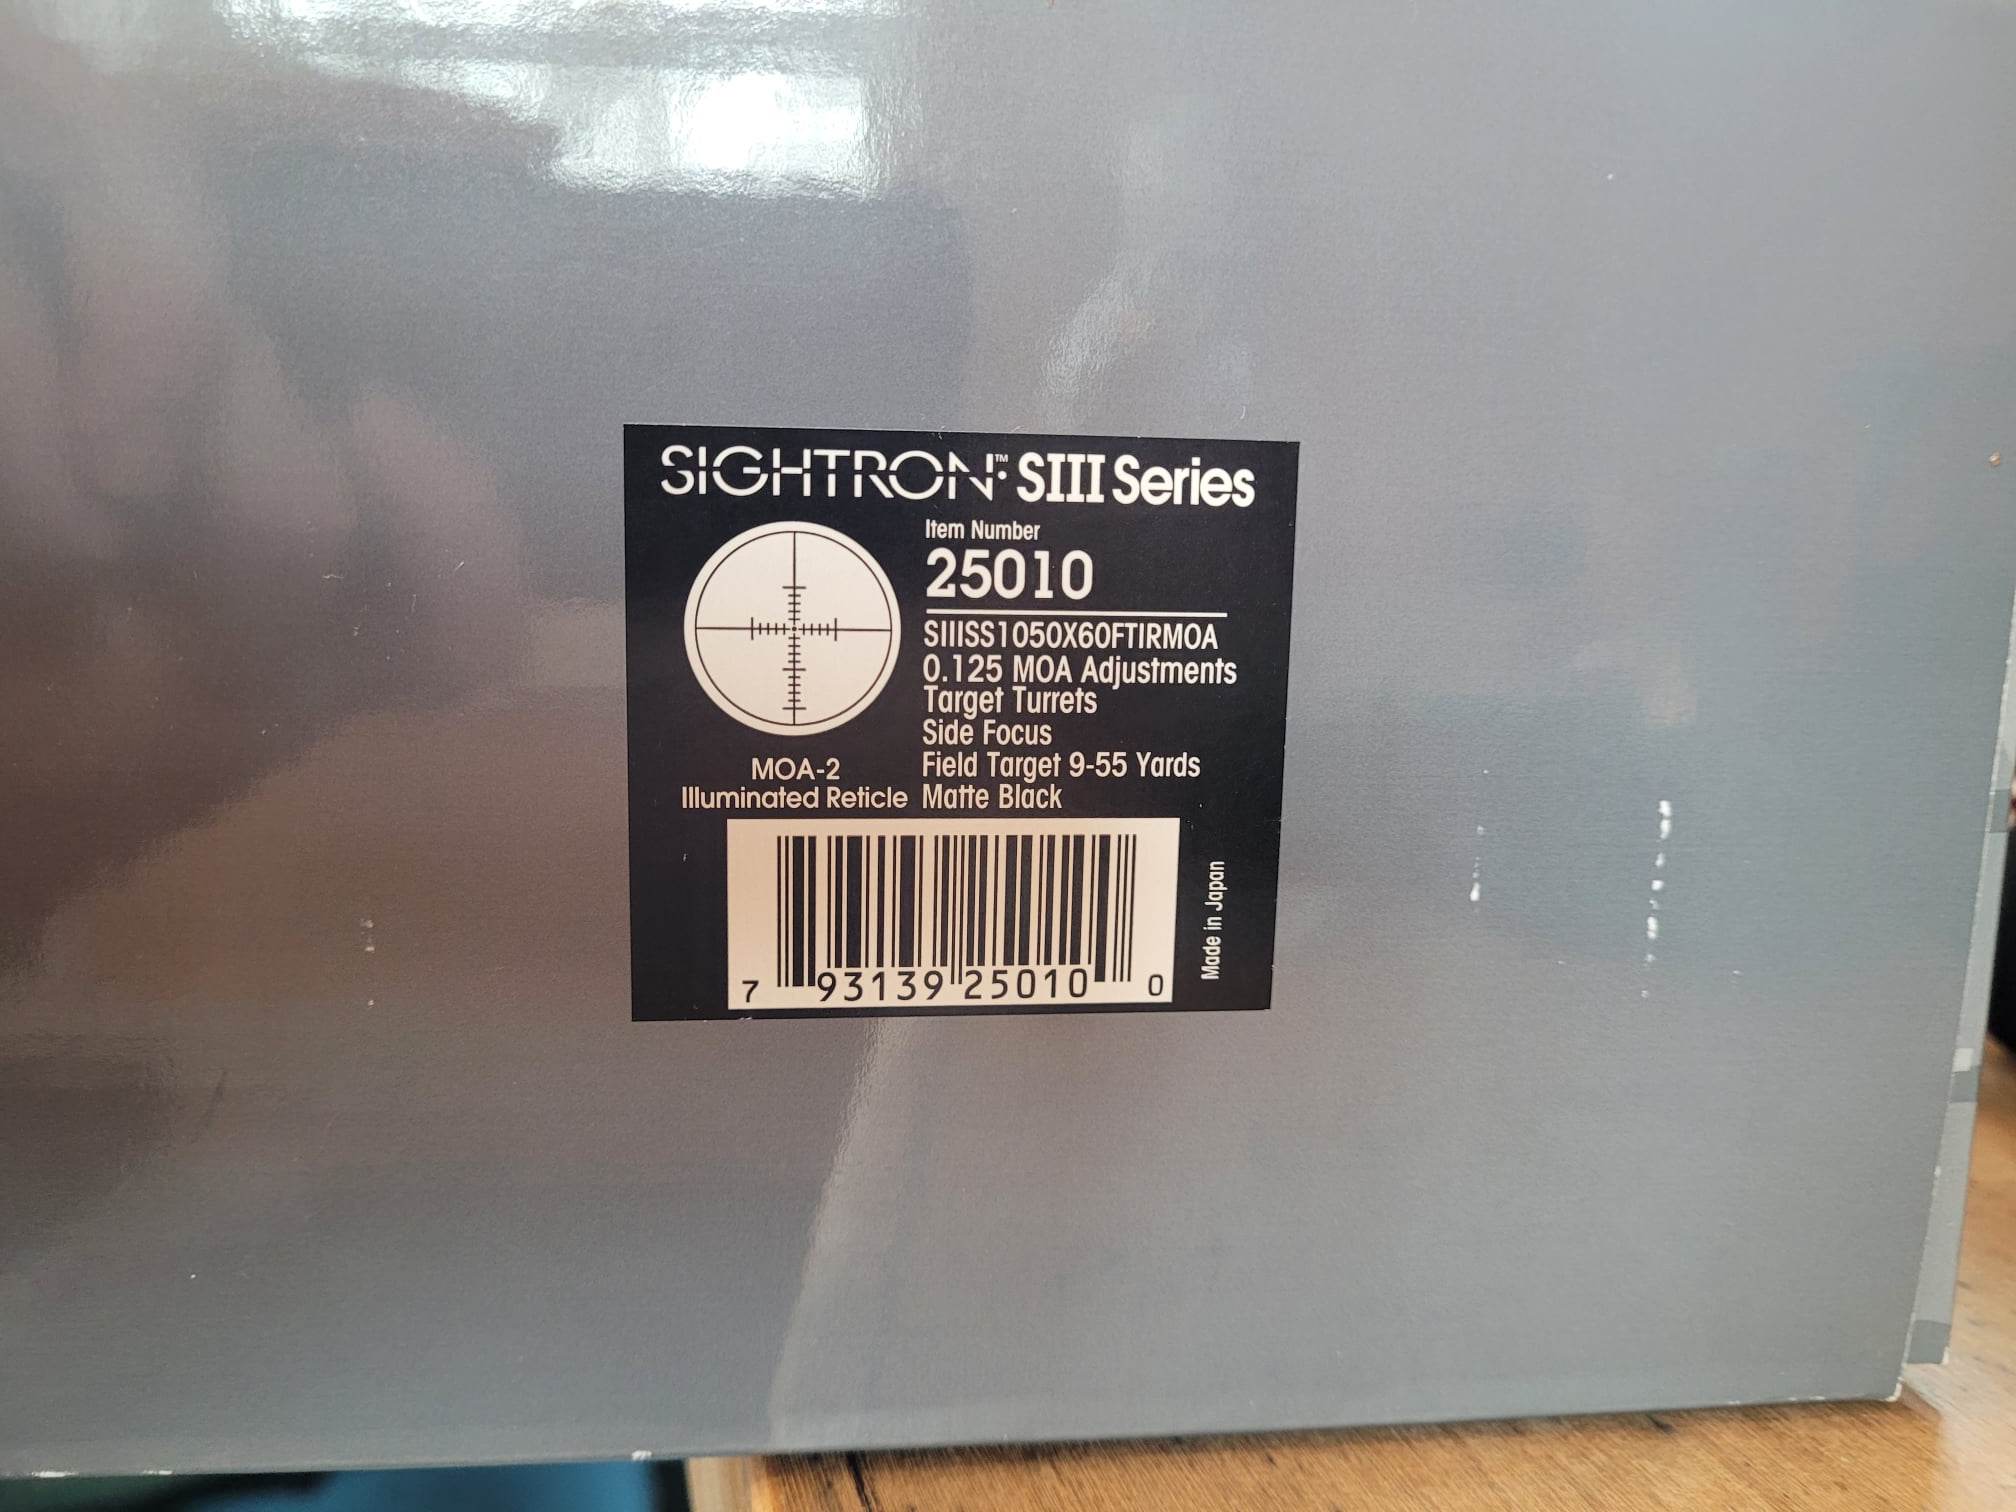 SIGHTRON™ SIII Series
Item Number
25010
SIIISS1050X60FTIRMOA
0.125 MOA Adjustments
Target Turrets
Side Focus
Field Target 9-55 Yards
Matte Black
MOA-2
Illuminated Reticle
7 93139 25010 0
Made in Japan